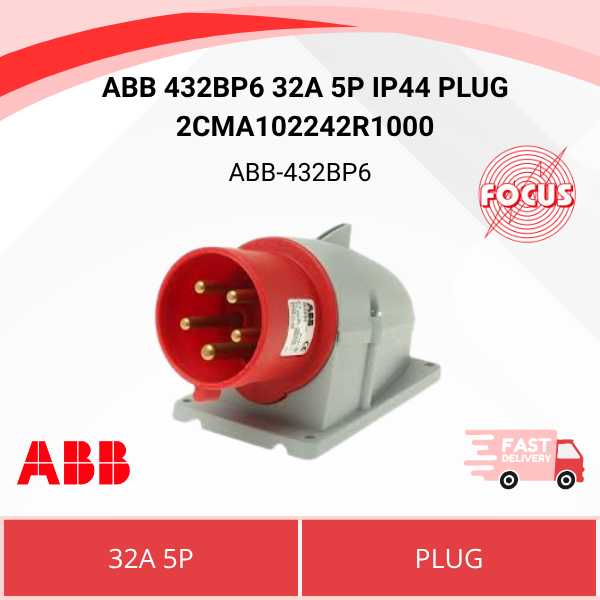 ABB 432BP6 32A 5P IP44 PLUG
2CMA102242R1000
ABB-432BP6
FOCUS
ABB
ABB
FAST
DELIVERY
32A 5P
PLUG